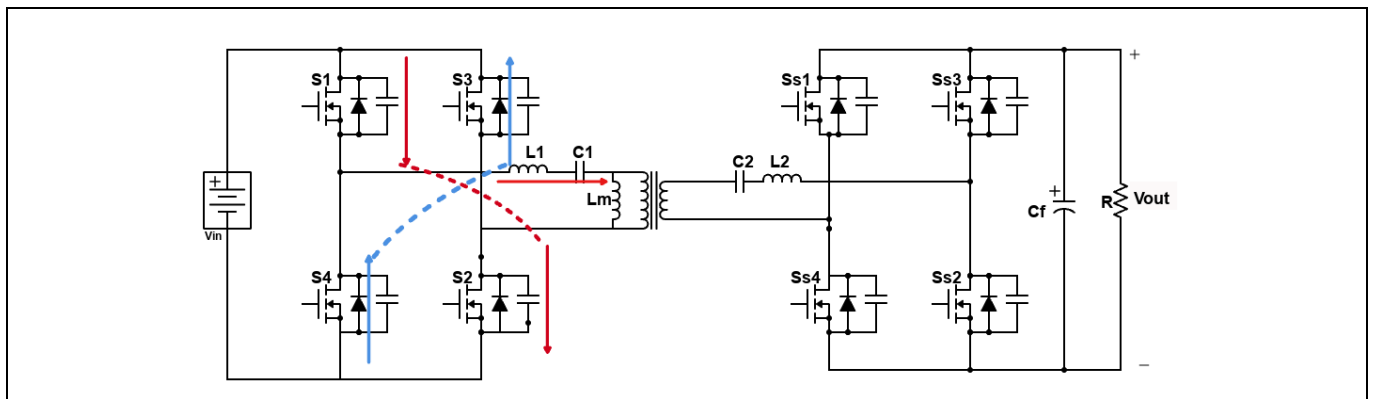 S1 S3 Ss1 Ss3 +
L1 C1 C2 L2
+ Lm + Cf R Vout
Vin
S4 S2 Ss4 Ss2
−